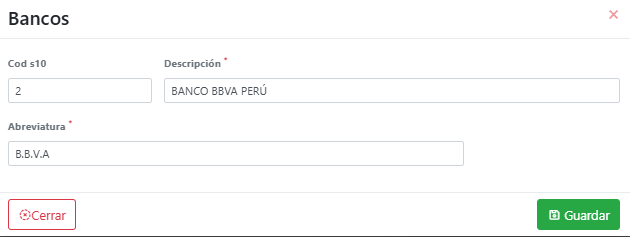 Bancos
Cod s10 Descripción *
2 BANCO BBVA PERÚ
Abreviatura *
B.B.V.A
Cerrar Guardar